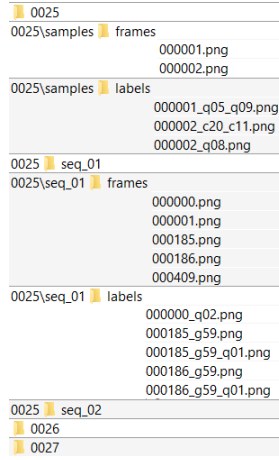 0025
0025\samples frames
000001.png
000002.png
0025\samples labels
000001_q05_q09.png
000002_c20_c11.png
000002_q08.png
0025 seq_01
0025\seq_01 frames
000000.png
000001.png
000185.png
000186.png
000409.png
0025\seq_01 labels
000000_q02.png
000185_g59.png
000185_g59_q01.png
000186_g59.png
000186_g59_q01.png
0025 seq_02
0026
0027